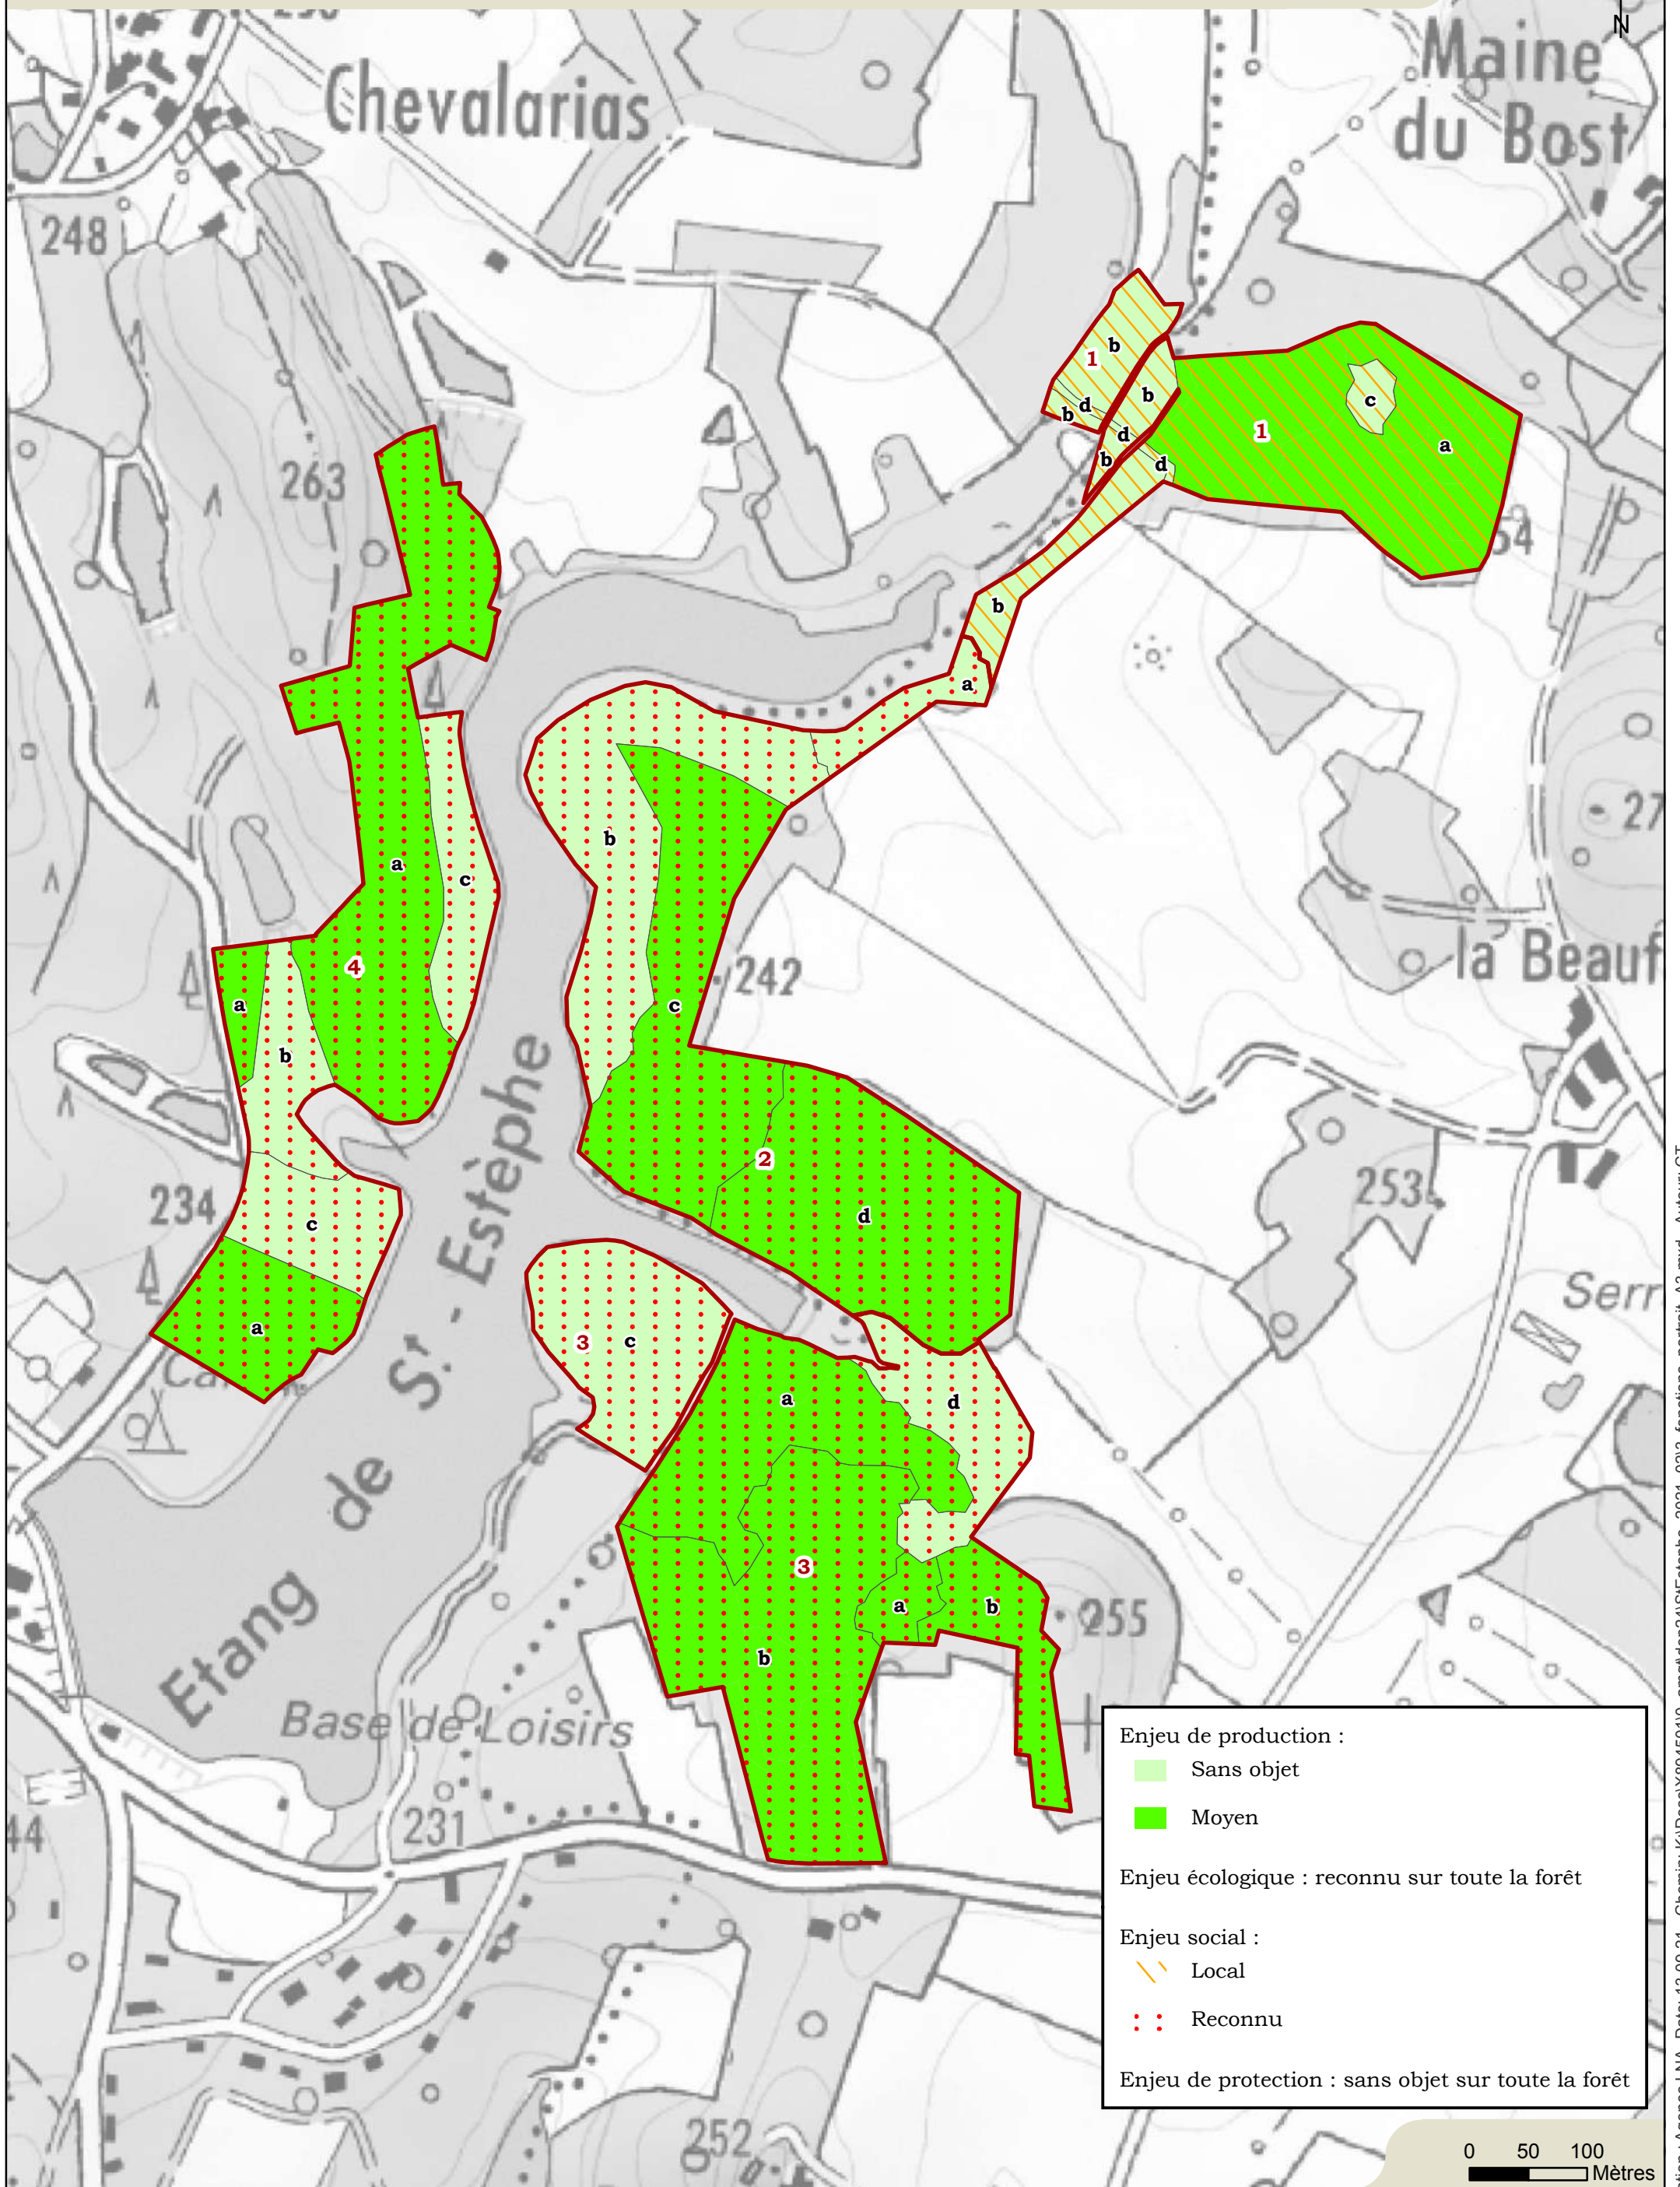 N
Chevalarias
Maine
du Bost
248
263
1
b
b
d
b
d
b
d
1
c
a
b
a
54
27
b
a
c
4
a
b
c
242
c
la Beauf
2
d
234
c
a
253
Serr
3
c
a
d
3
a
b
b
255
Etang de St. - Estèphe
Base de Loisirs
231
44
252
Enjeu de production :
Sans objet
Moyen
Enjeu écologique : reconnu sur toute la forêt
Enjeu social :
Local
Reconnu
Enjeu de protection : sans objet sur toute la forêt
0 50 100
Mètres